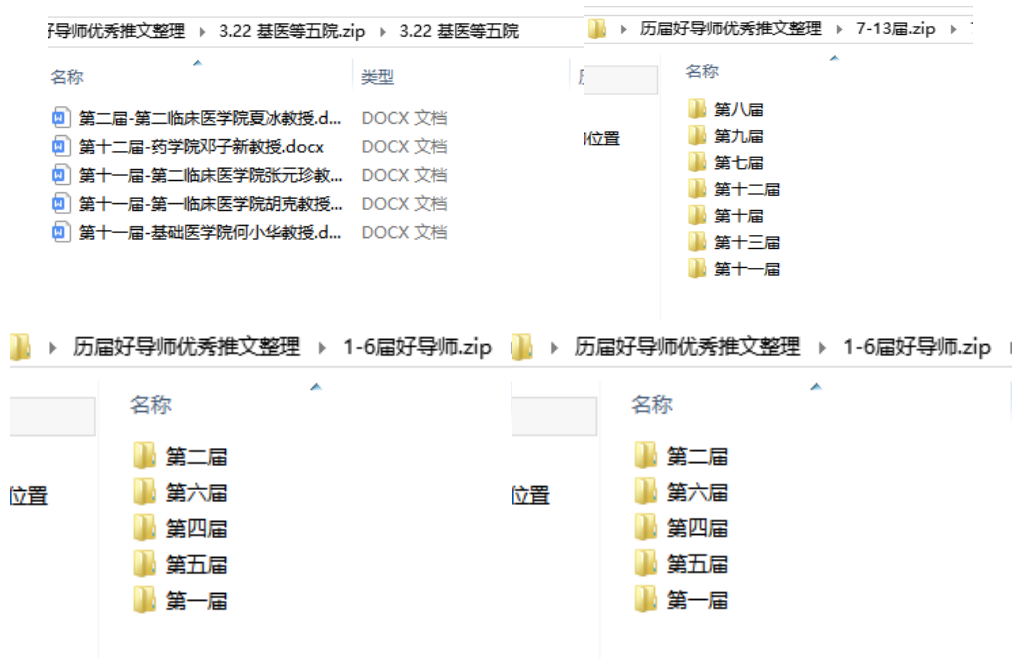 好导师优秀推文整理 3.22 基医等五院.zip 3.22 基医等五院
名称 类型
第二届-第二临床医学院夏冰教授.d... DOCX 文档
第十二届-药学院邓子新教授.docx DOCX 文档
第十一届-第二临床医学院张元珍教... DOCX 文档
第十一届-第一临床医学院胡克教授... DOCX 文档
第十一届-基础医学院何小华教授.d... DOCX 文档
历届好导师优秀推文整理 7-13届.zip
名称
位置
第八届
第九届
第七届
第十二届
第十届
第十三届
第十一届
历届好导师优秀推文整理 1-6届好导师.zip
名称
位置
第二届
第六届
第四届
第五届
第一届
历届好导师优秀推文整理 1-6届好导师.zip
名称
位置
第二届
第六届
第四届
第五届
第一届